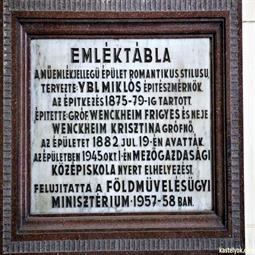 EMLÉKTÁBLA
A MŰEMLÉKJELLEGŰ ÉPÜLET ROMANTIKUS STILUSU,
TERVEZTE: YBL MIKLÓS ÉPITÉSZMÉRNÖK.
AZ ÉPITKEZÉS 1875-79-IG TARTOTT.
ÉPITETTE: GRÓF WENCKHEIM FRIGYES ÉS NEJE
WENCKHEIM KRISZTINA GRÓFNŐ,
AZ ÉPÜLETET 1882 JUL. 19-ÉN AVATTÁK.
AZ ÉPÜLETBEN 1945 OKT 1-ÉN MEZŐGAZDASÁGI
KÖZÉPISKOLA NYERT ELHELYEZÉST.
FELUJITATTA A FÖLDMŰVELÉSÜGYI
MINISZTÉRIUM 1957-58 BAN.
kastelyok.com